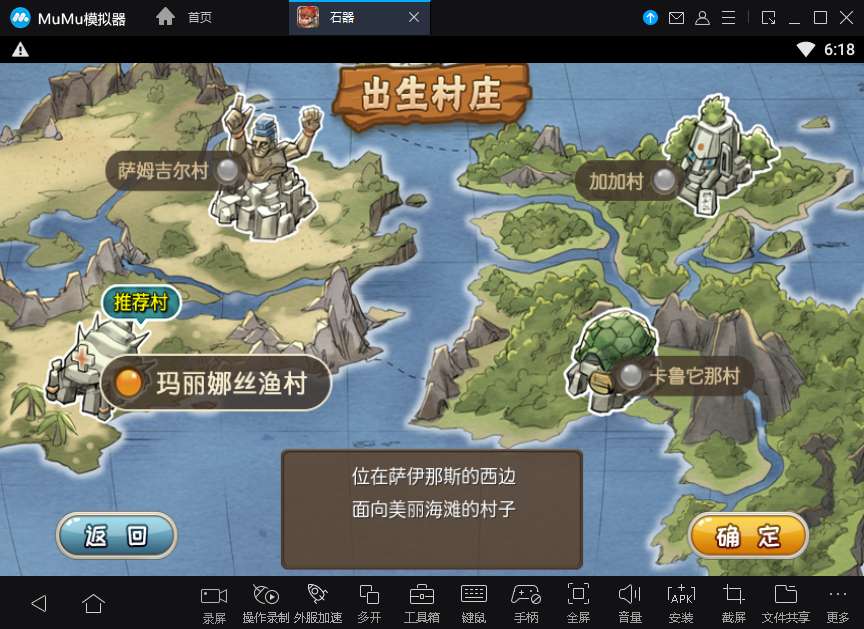 MuMu模拟器
首页
石器
6:18
出生村庄
萨姆吉尔村
加加村
推荐村
玛丽娜丝渔村
卡鲁它那村
位在萨伊那斯的西边
面向美丽海滩的村子
返回
确定
APK
录屏 操作录制 外服加速 多开 工具箱 键鼠 手柄 全屏 音量 安装 截屏 文件共享 更多